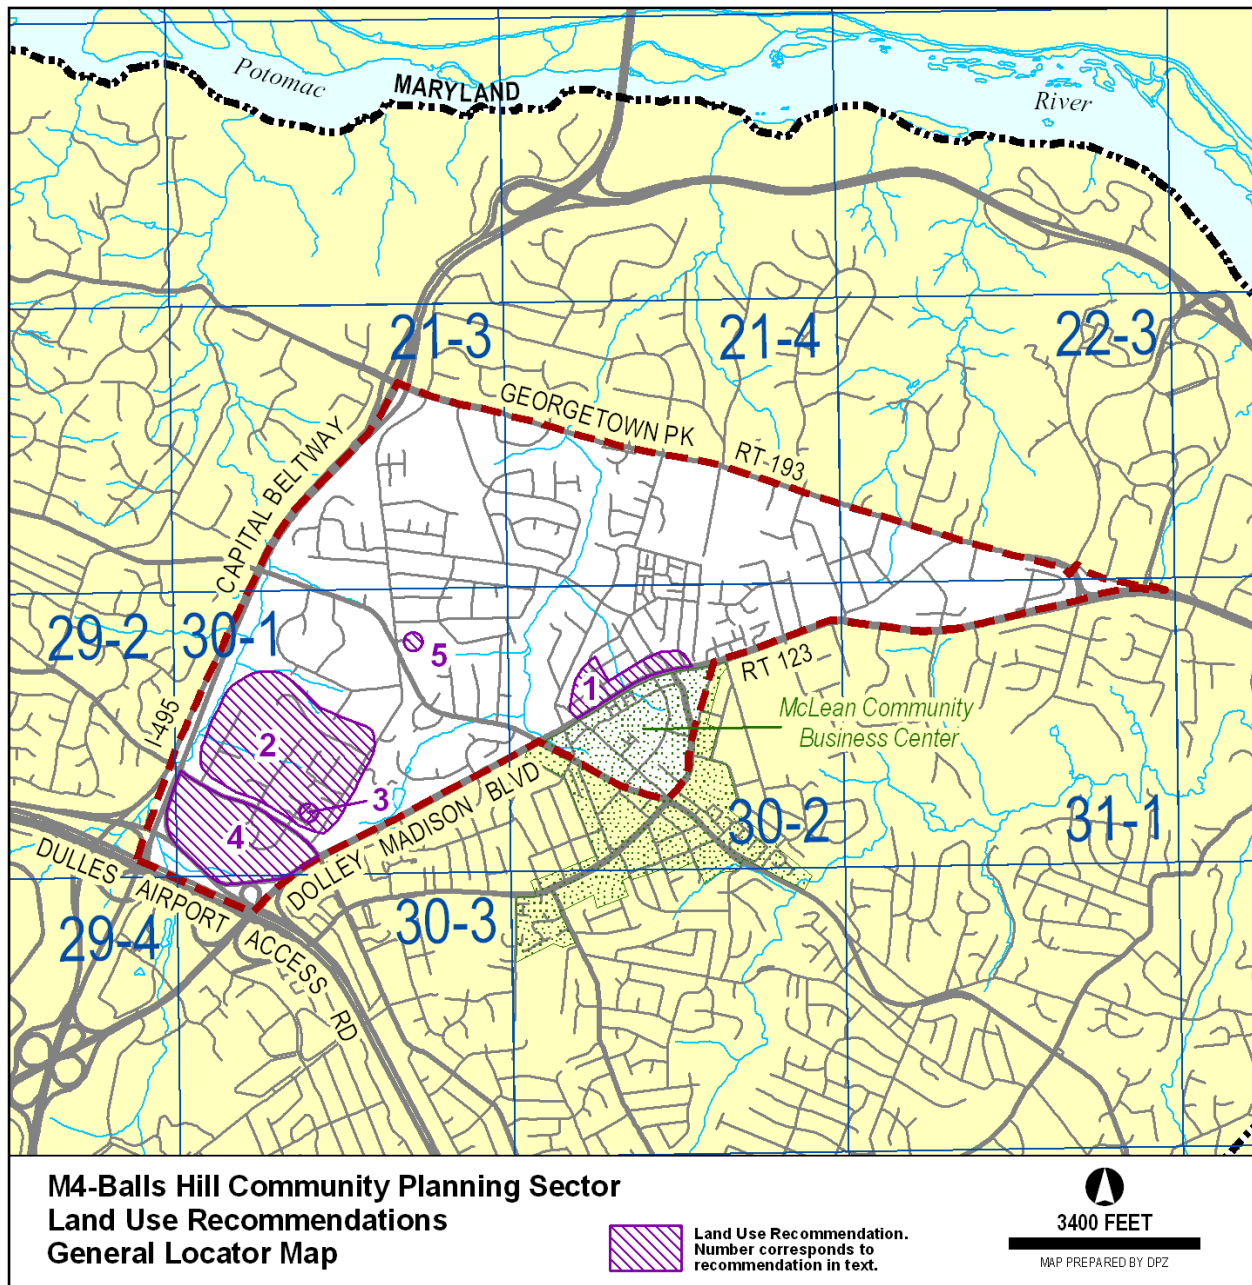 Potomac
MARYLAND
River
21-3
21-4
22-3
GEORGETOWN PK
RT-193
CAPITAL BELTWAY
29-2
30-1
5
I-495
1
RT 123
McLean Community
Business Center
2
3
4
DOLLEY MADISON BLVD
30-2
31-1
DULLES AIRPORT ACCESS RD
29-4
30-3
M4-Balls Hill Community Planning Sector
Land Use Recommendations
General Locator Map
Land Use Recommendation.
Number corresponds to
recommendation in text.
3400 FEET
MAP PREPARED BY DPZ